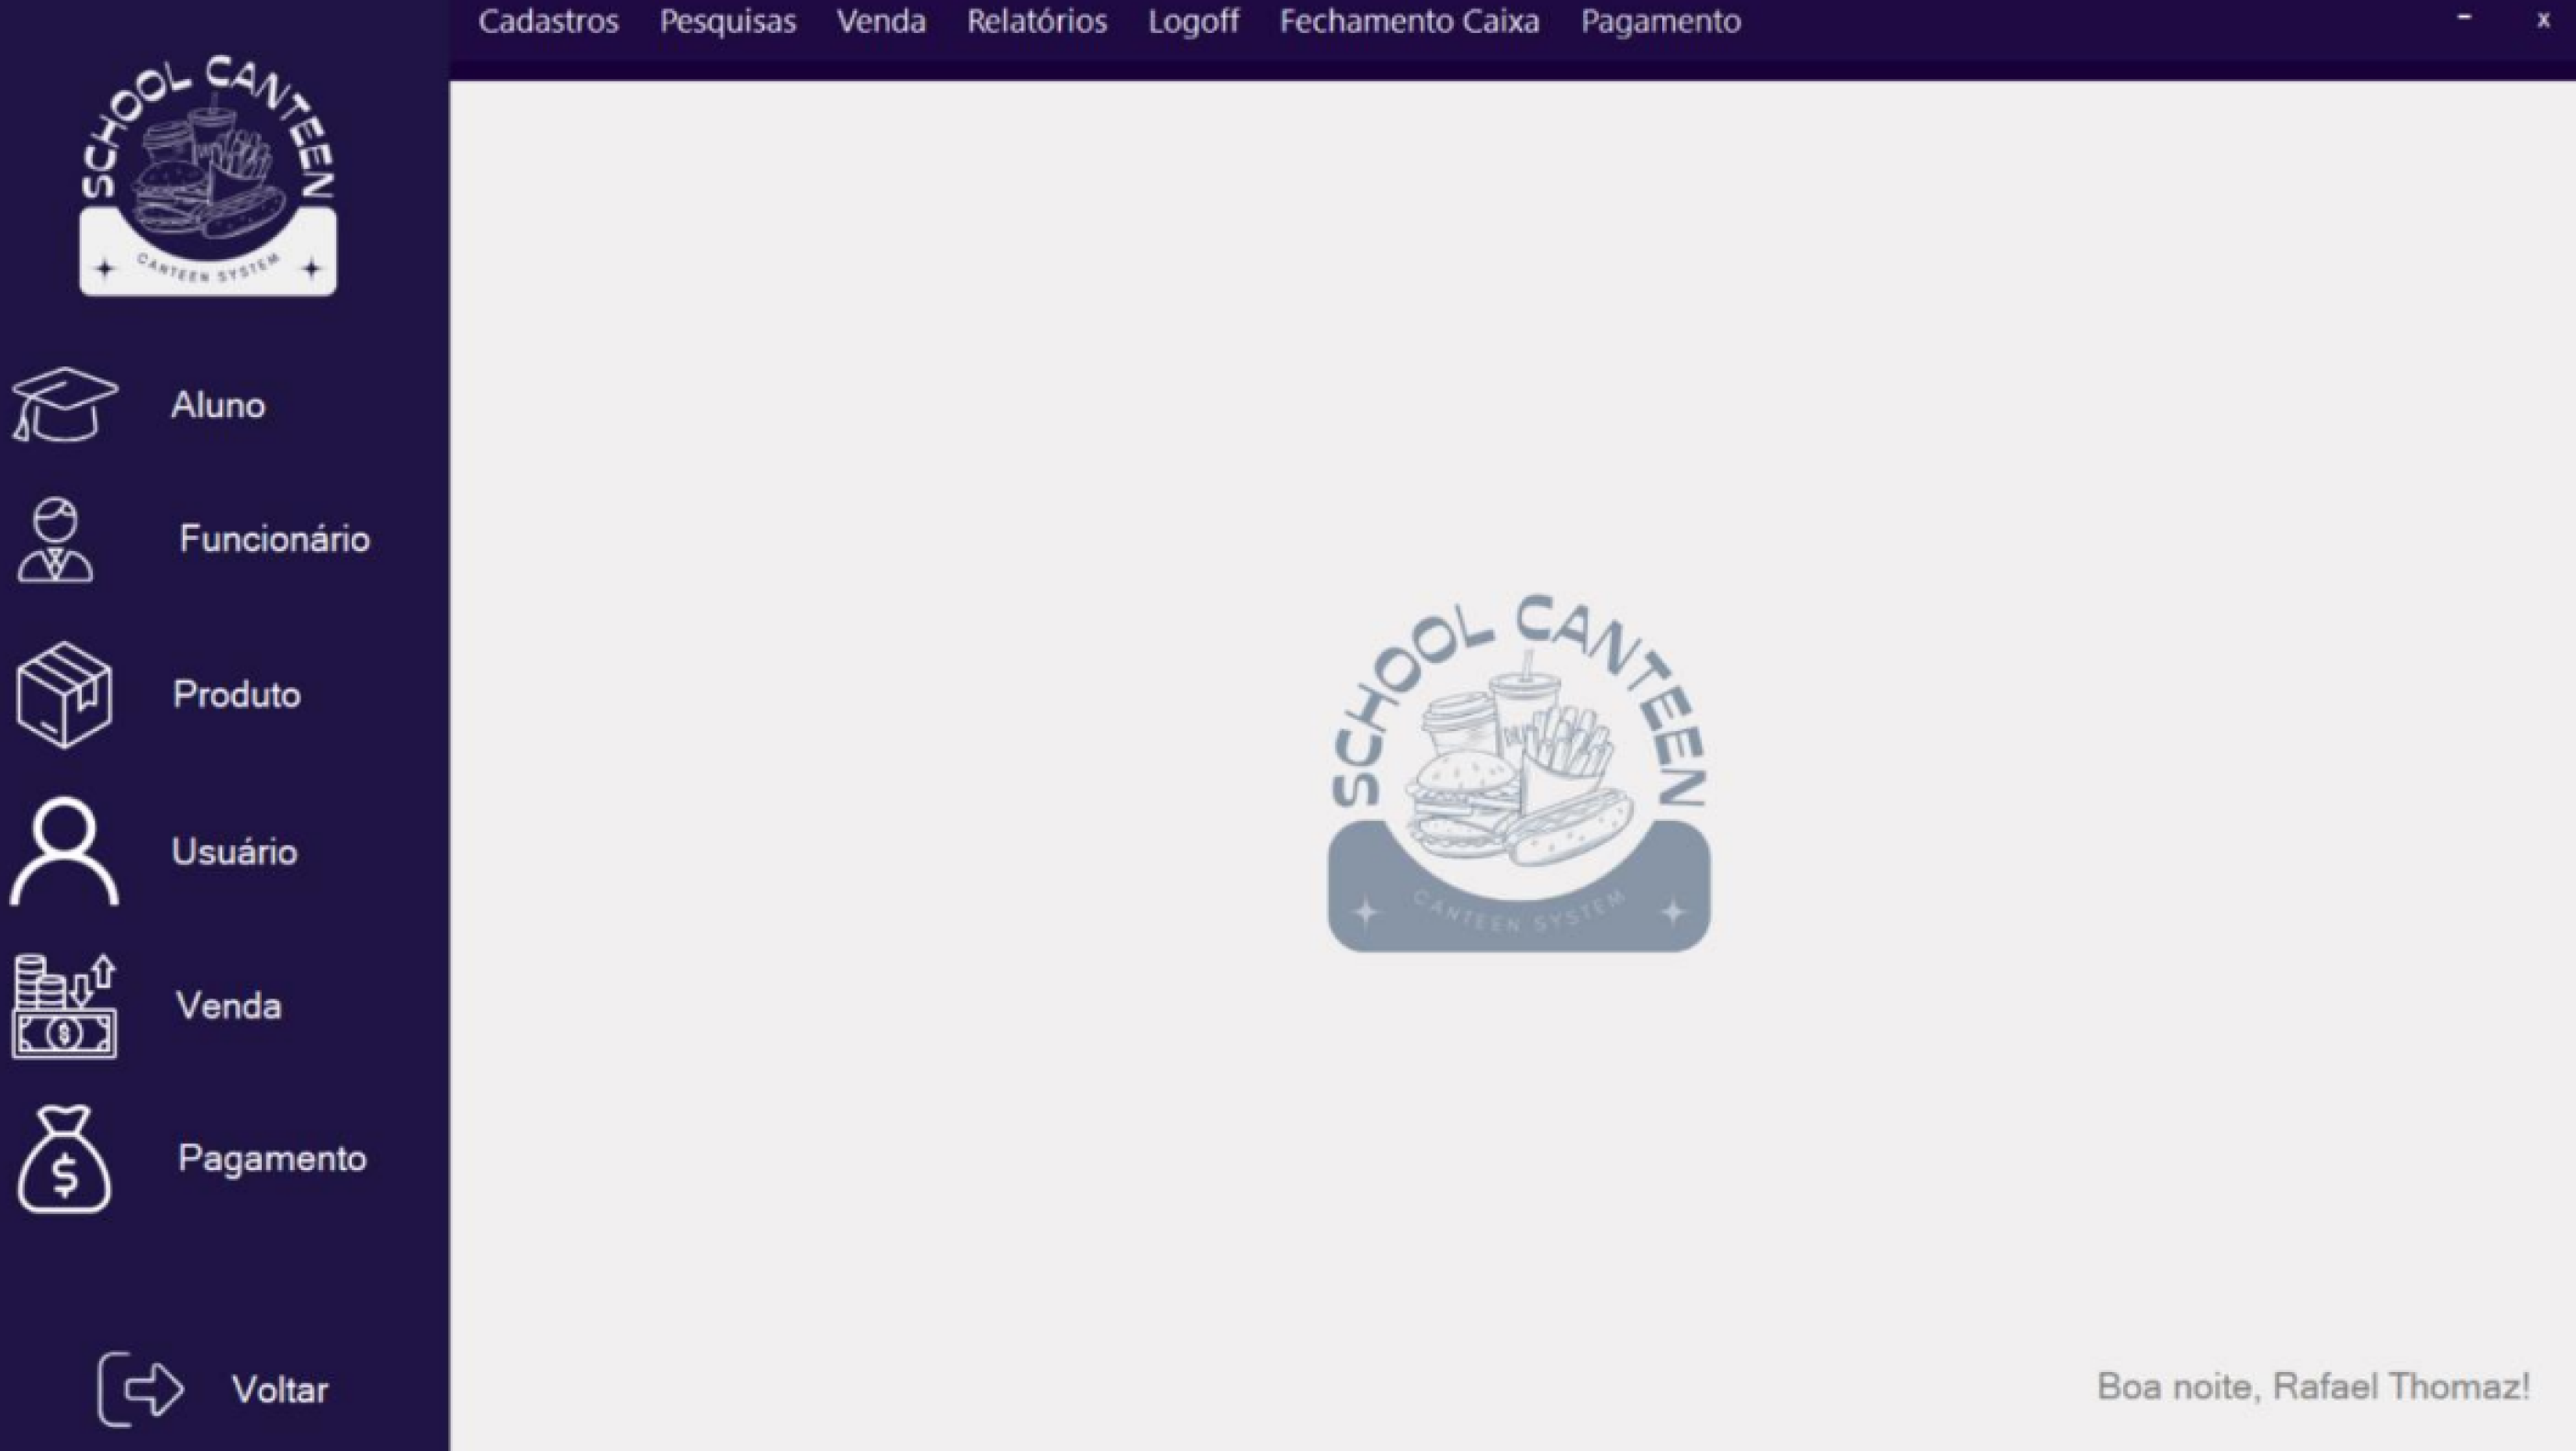 Cadastros Pesquisas Venda Relatórios Logoff Fechamento Caixa Pagamento
SCHOOL CANTEEN
CANTEEN SYSTEM
Aluno
Funcionário
Produto
Usuário
Venda
Pagamento
Voltar
SCHOOL CANTEEN
CANTEEN SYSTEM
Boa noite, Rafael Thomaz!